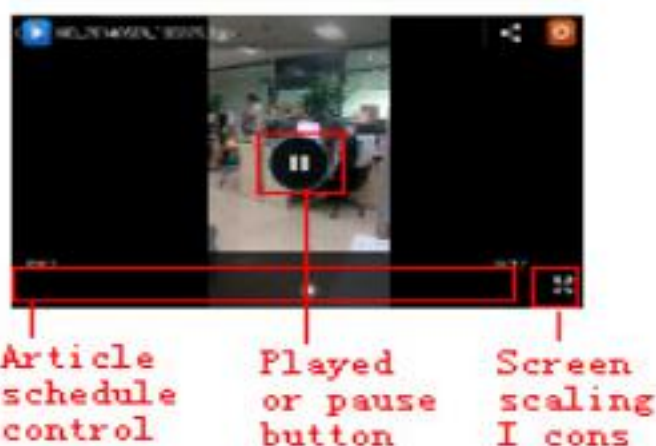 Article
schedule
control
Played
or pause
button
Screen
scaling
I cons